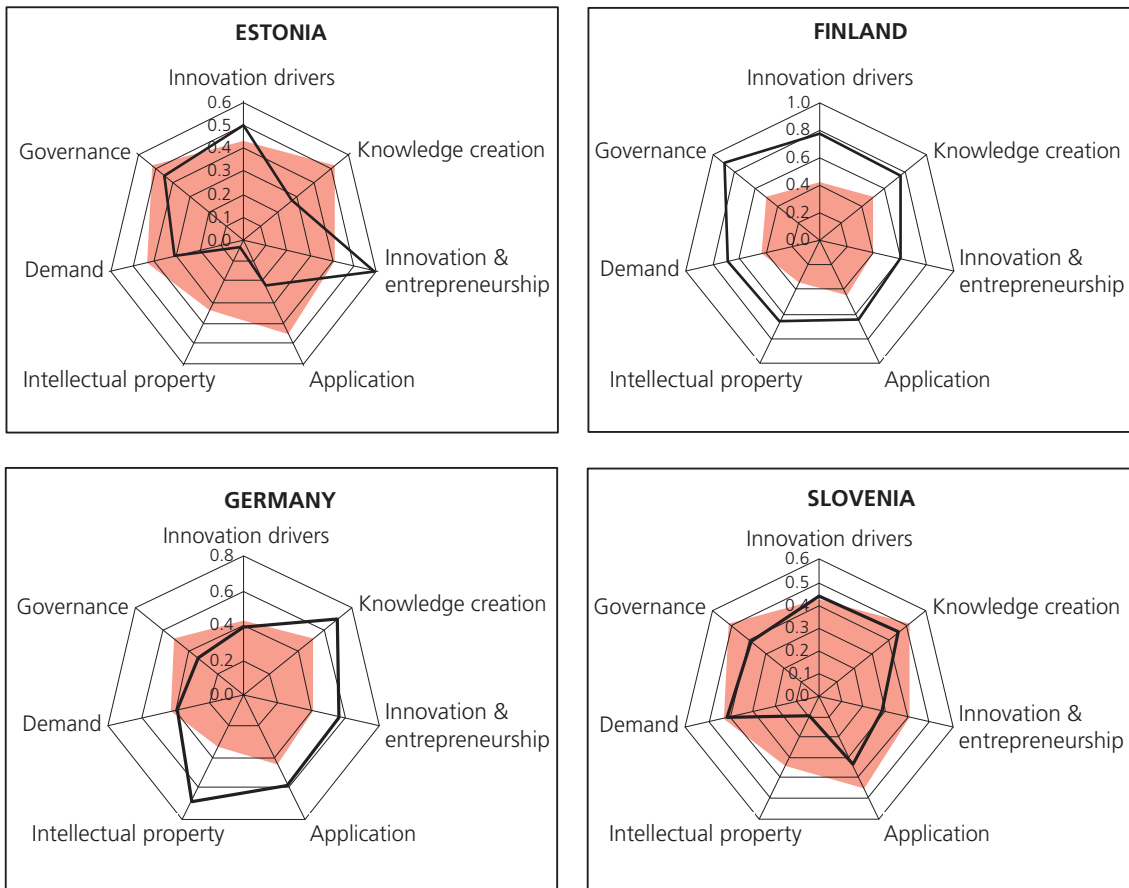 ESTONIA
Innovation drivers
0.6
0.5
0.4
0.3
0.2
0.1
0.0
Governance
Knowledge creation
Demand
Innovation &
entrepreneurship
Intellectual property
Application
FINLAND
Innovation drivers
1.0
0.8
0.6
0.4
0.2
0.0
Governance
Knowledge creation
Demand
Innovation &
entrepreneurship
Intellectual property
Application
GERMANY
Innovation drivers
0.8
0.6
0.4
0.2
0.0
Governance
Knowledge creation
Demand
Innovation &
entrepreneurship
Intellectual property
Application
SLOVENIA
Innovation drivers
0.6
0.5
0.4
0.3
0.2
0.1
0.0
Governance
Knowledge creation
Demand
Innovation &
entrepreneurship
Intellectual property
Application